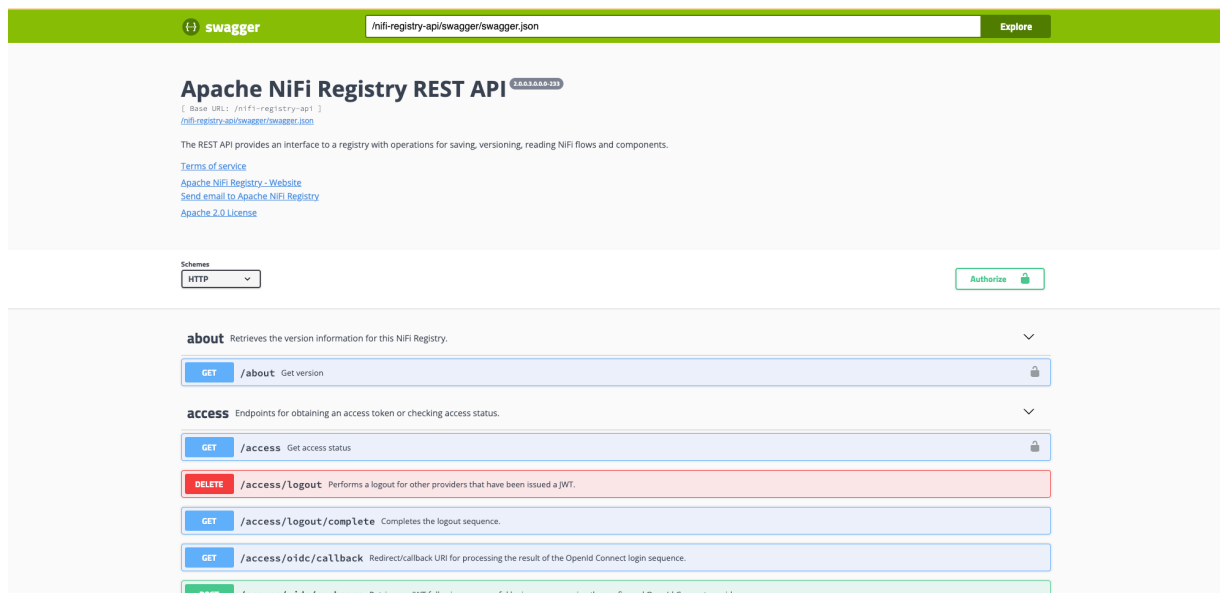 swagger
/nifi-registry-api/swagger/swagger.json
Explore
Apache NiFi Registry REST API 2.0.0.3.0.0.0-233
[ Base URL: /nifi-registry-api ]
/nifi-registry-api/swagger/swagger.json
The REST API provides an interface to a registry with operations for saving, versioning, reading NiFi flows and components.
Terms of service
Apache NiFi Registry - Website
Send email to Apache NiFi Registry
Apache 2.0 License
Schemes
HTTP
Authorize
about Retrieves the version information for this NiFi Registry.
GET /about Get version
access Endpoints for obtaining an access token or checking access status.
GET /access Get access status
DELETE /access/logout Performs a logout for other providers that have been issued a JWT.
GET /access/logout/complete Completes the logout sequence.
GET /access/oidc/callback Redirect/callback URI for processing the result of the OpenId Connect login sequence.